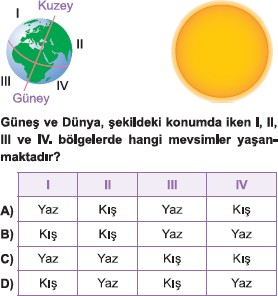 I
Kuzey
II
III
IV
Güney
Güneş ve Dünya, şekildeki konumda iken I, II,
III ve IV. bölgelerde hangi mevsimler yaşan-
maktadır?
I II III IV
A) Yaz Kış Yaz Kış
B) Kış Kış Yaz Yaz
C) Yaz Yaz Kış Kış
D) Kış Yaz Kış Yaz